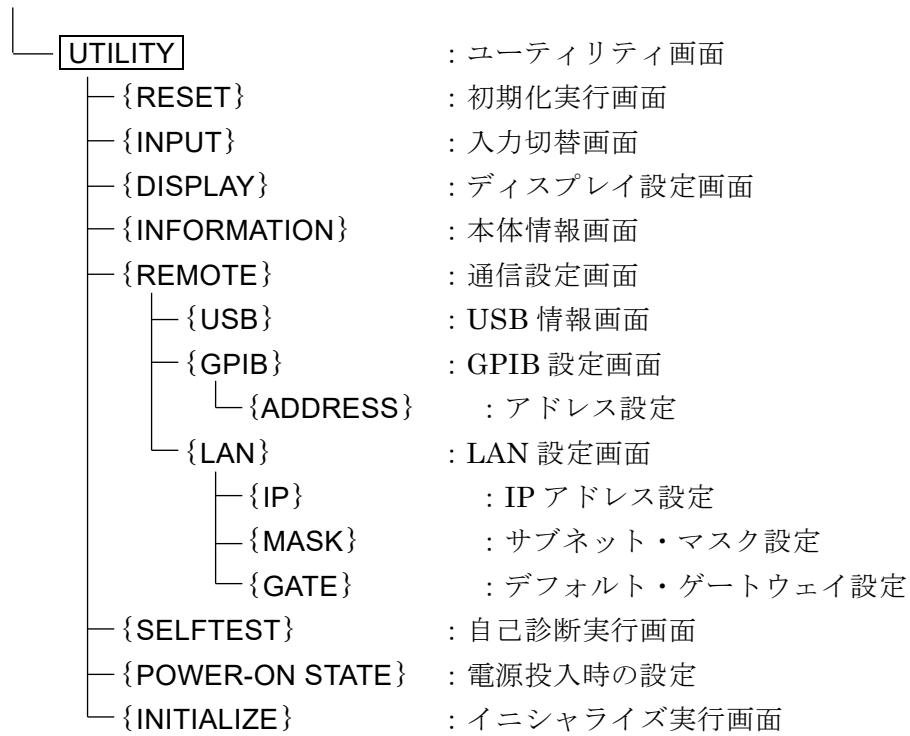 UTILITY : ユーティリティ画面
{RESET} : 初期化実行画面
{INPUT} : 入力切替画面
{DISPLAY} : ディスプレイ設定画面
{INFORMATION} : 本体情報画面
{REMOTE} : 通信設定画面
{USB} : USB 情報画面
{GPIB} : GPIB 設定画面
{ADDRESS} : アドレス設定
{LAN} : LAN 設定画面
{IP} : IP アドレス設定
{MASK} : サブネット・マスク設定
{GATE} : デフォルト・ゲートウェイ設定
{SELFTEST} : 自己診断実行画面
{POWER-ON STATE} : 電源投入時の設定
{INITIALIZE} : イニシャライズ実行画面